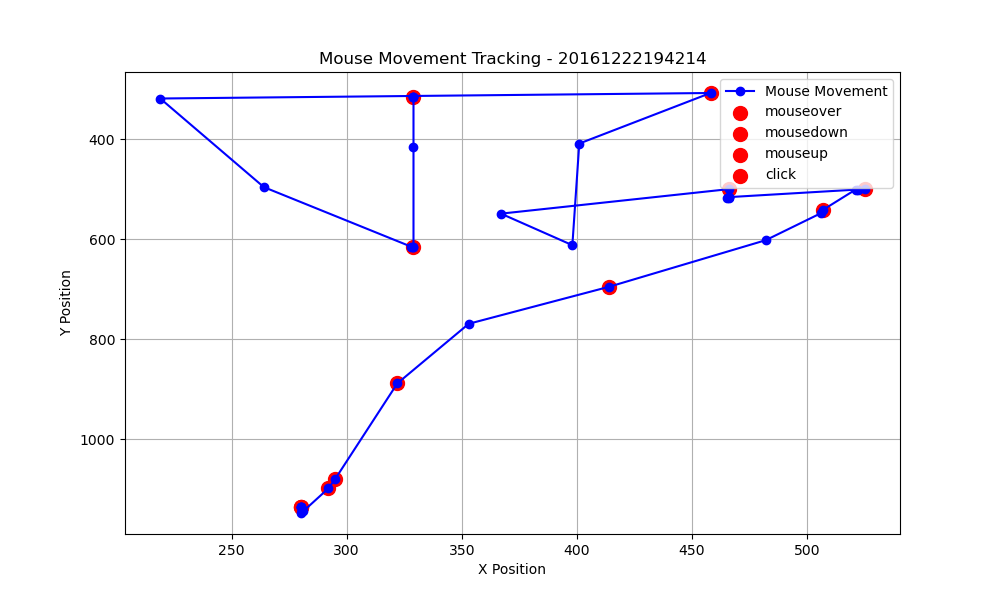 Mouse Movement Tracking - 20161222194214
Mouse Movement
mouseover
mousedown
mouseup
click
400
600
800
1000
Y Position
250
300
350
400
450
500
X Position